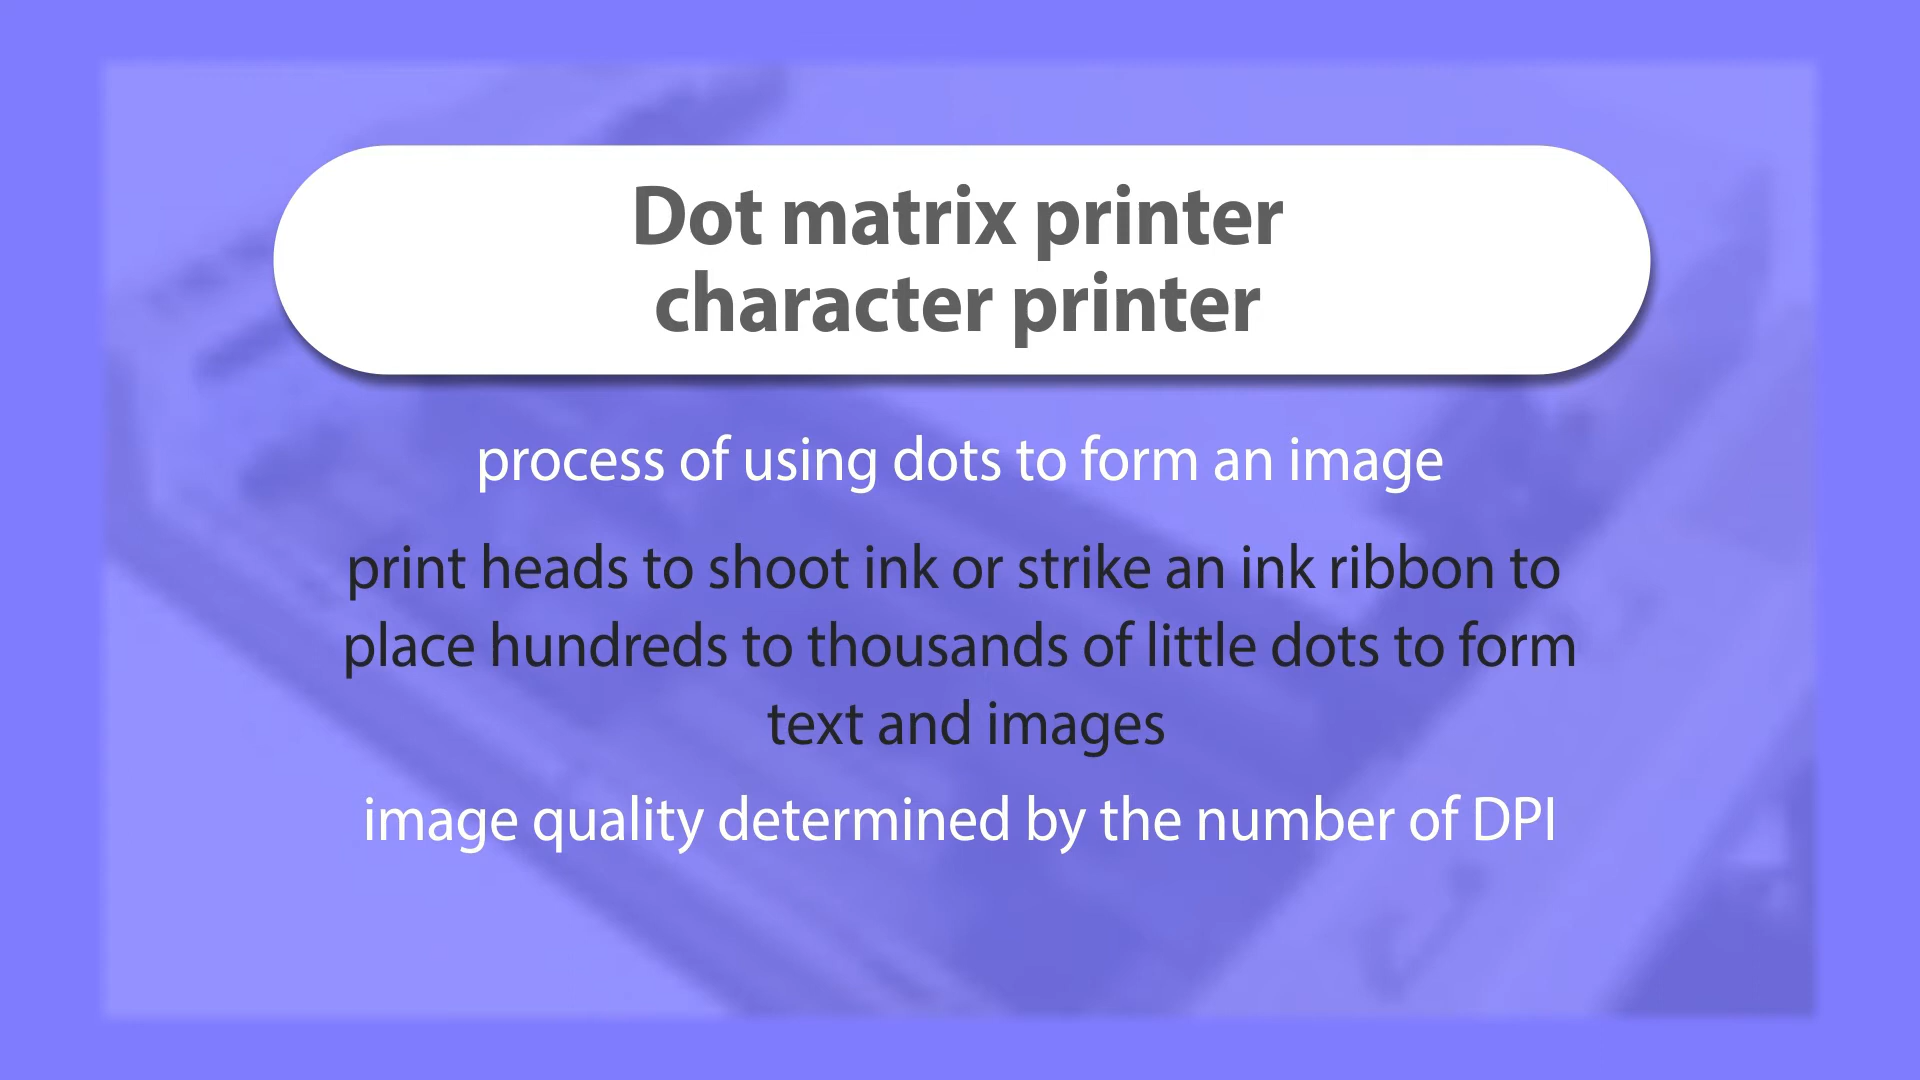 Dot matrix printer
character printer
process of using dots to form an image
print heads to shoot ink or strike an ink ribbon to
place hundreds to thousands of little dots to form
text and images
image quality determined by the number of DPI